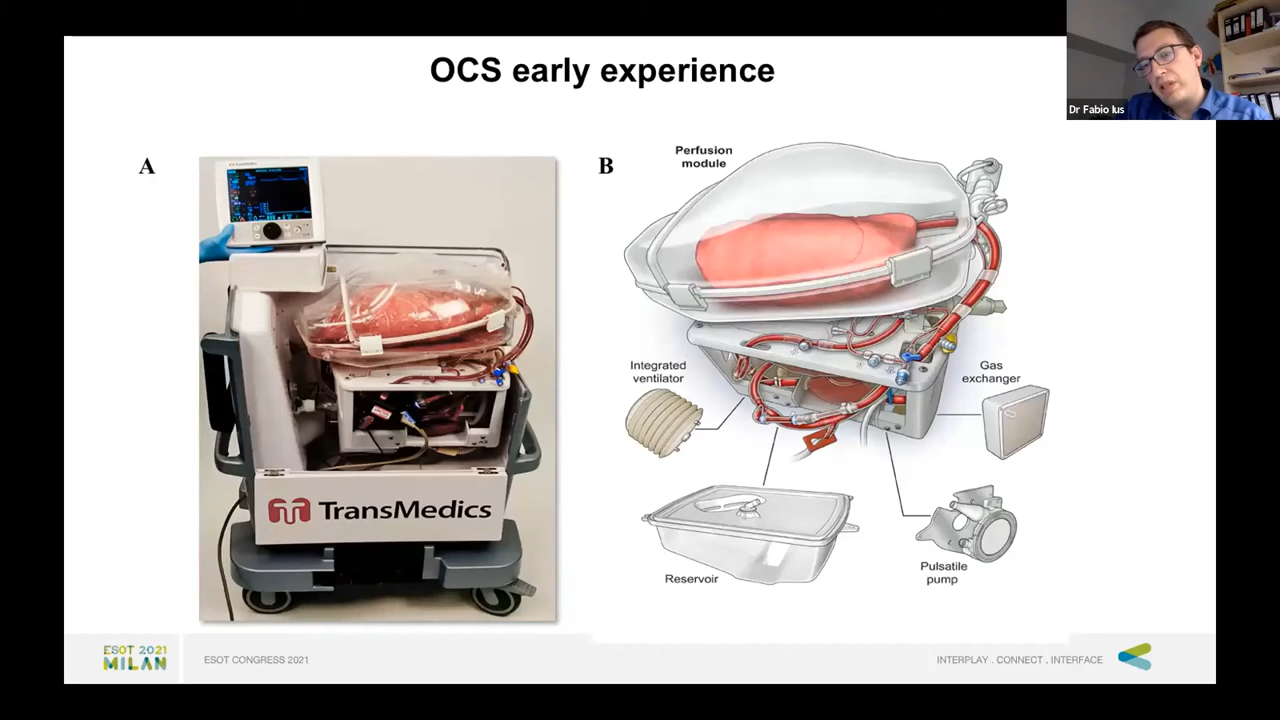 OCS early experience
Dr Fabio Ius
A
B
TransMedics
Perfusion
module
Integrated
ventilator
Gas
exchanger
Reservoir
Pulsatile
pump
ESOT 2021
MILAN
ESOT CONGRESS 2021
INTERPLAY . CONNECT . INTERFACE